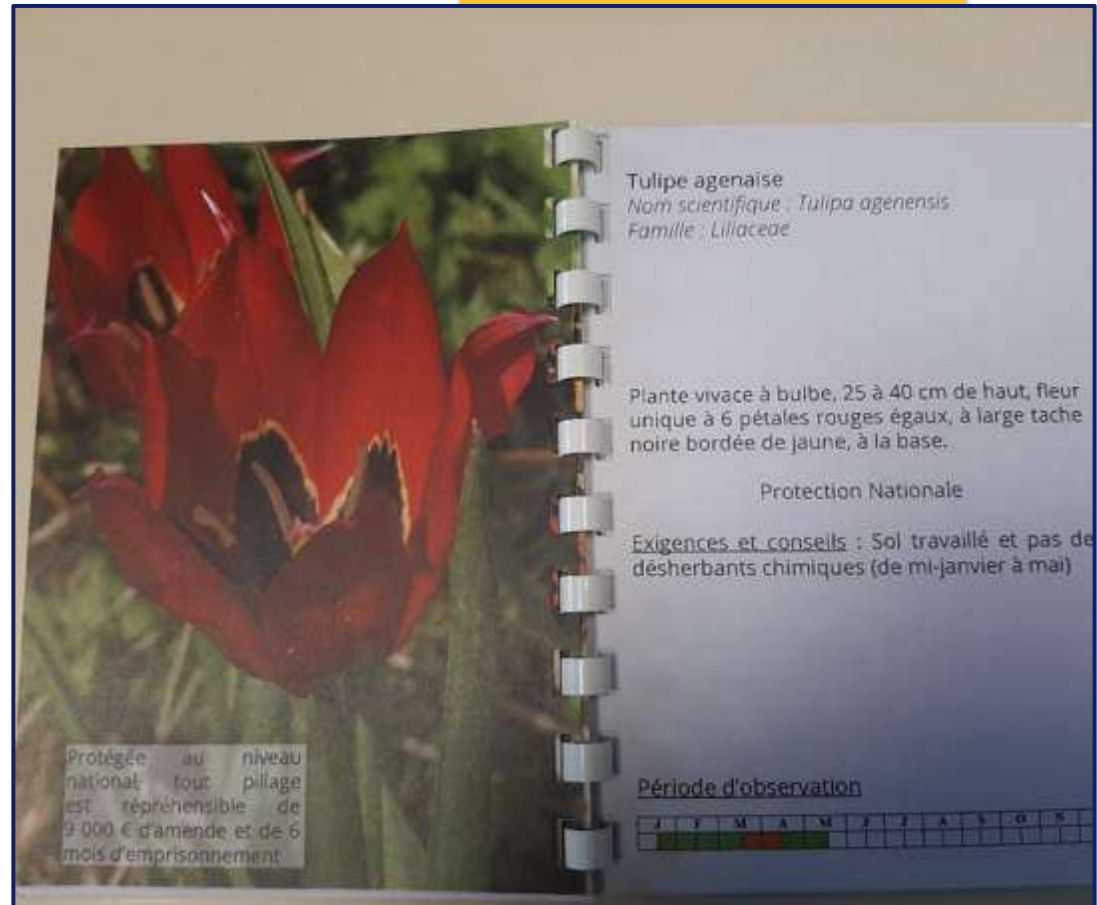 Tulipe agenaise
Nom scientifique : Tulipa agenensis
Famille : Liliaceae
Plante vivace à bulbe, 25 à 40 cm de haut, fleur
unique à 6 pétales rouges égaux, à large tache
noire bordée de jaune, à la base.
Protection Nationale
Exigences et conseils : Sol travaillé et pas de
désherbants chimiques (de mi-janvier à mai)
Période d'observation
J F M A M J J A S O N
Protégée au niveau
national, tout pillage
est répréhensible de
9 000 € d'amende et de 6
mois d'emprisonnement